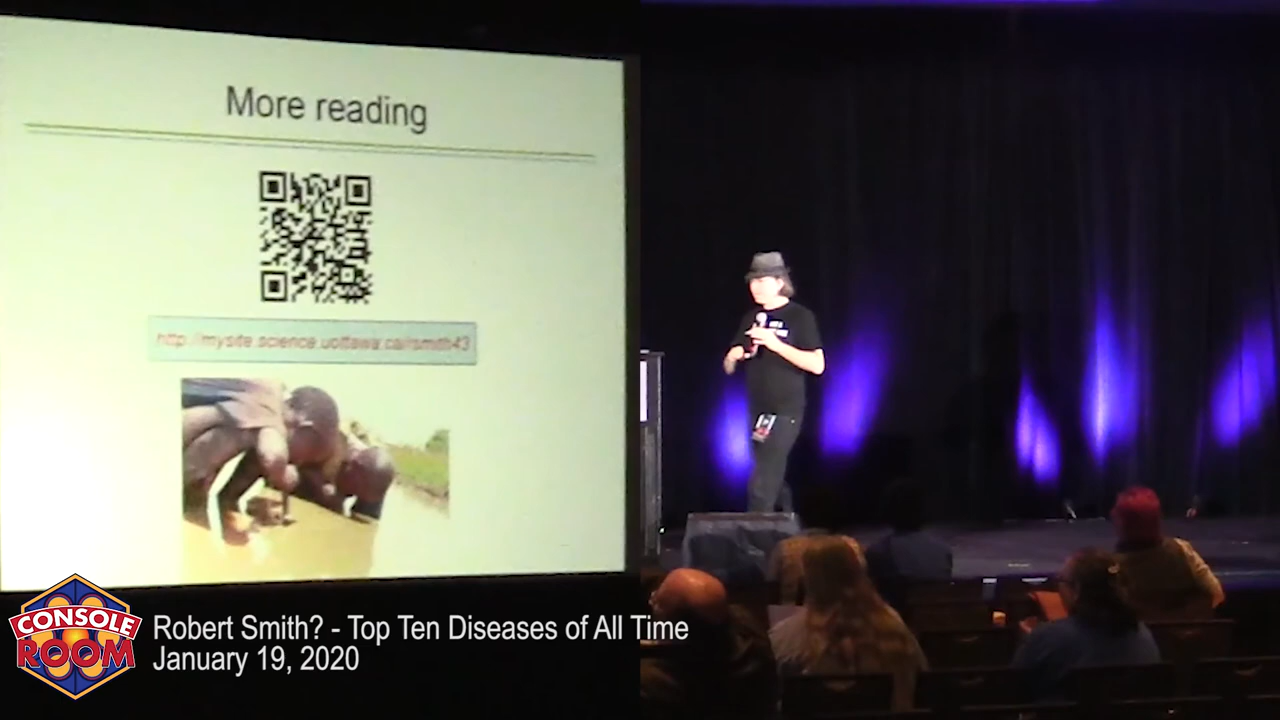 More reading
http://mysite.science.uottawa.ca/rsmith43
CONSOLE
ROOM
Robert Smith? - Top Ten Diseases of All Time
January 19, 2020